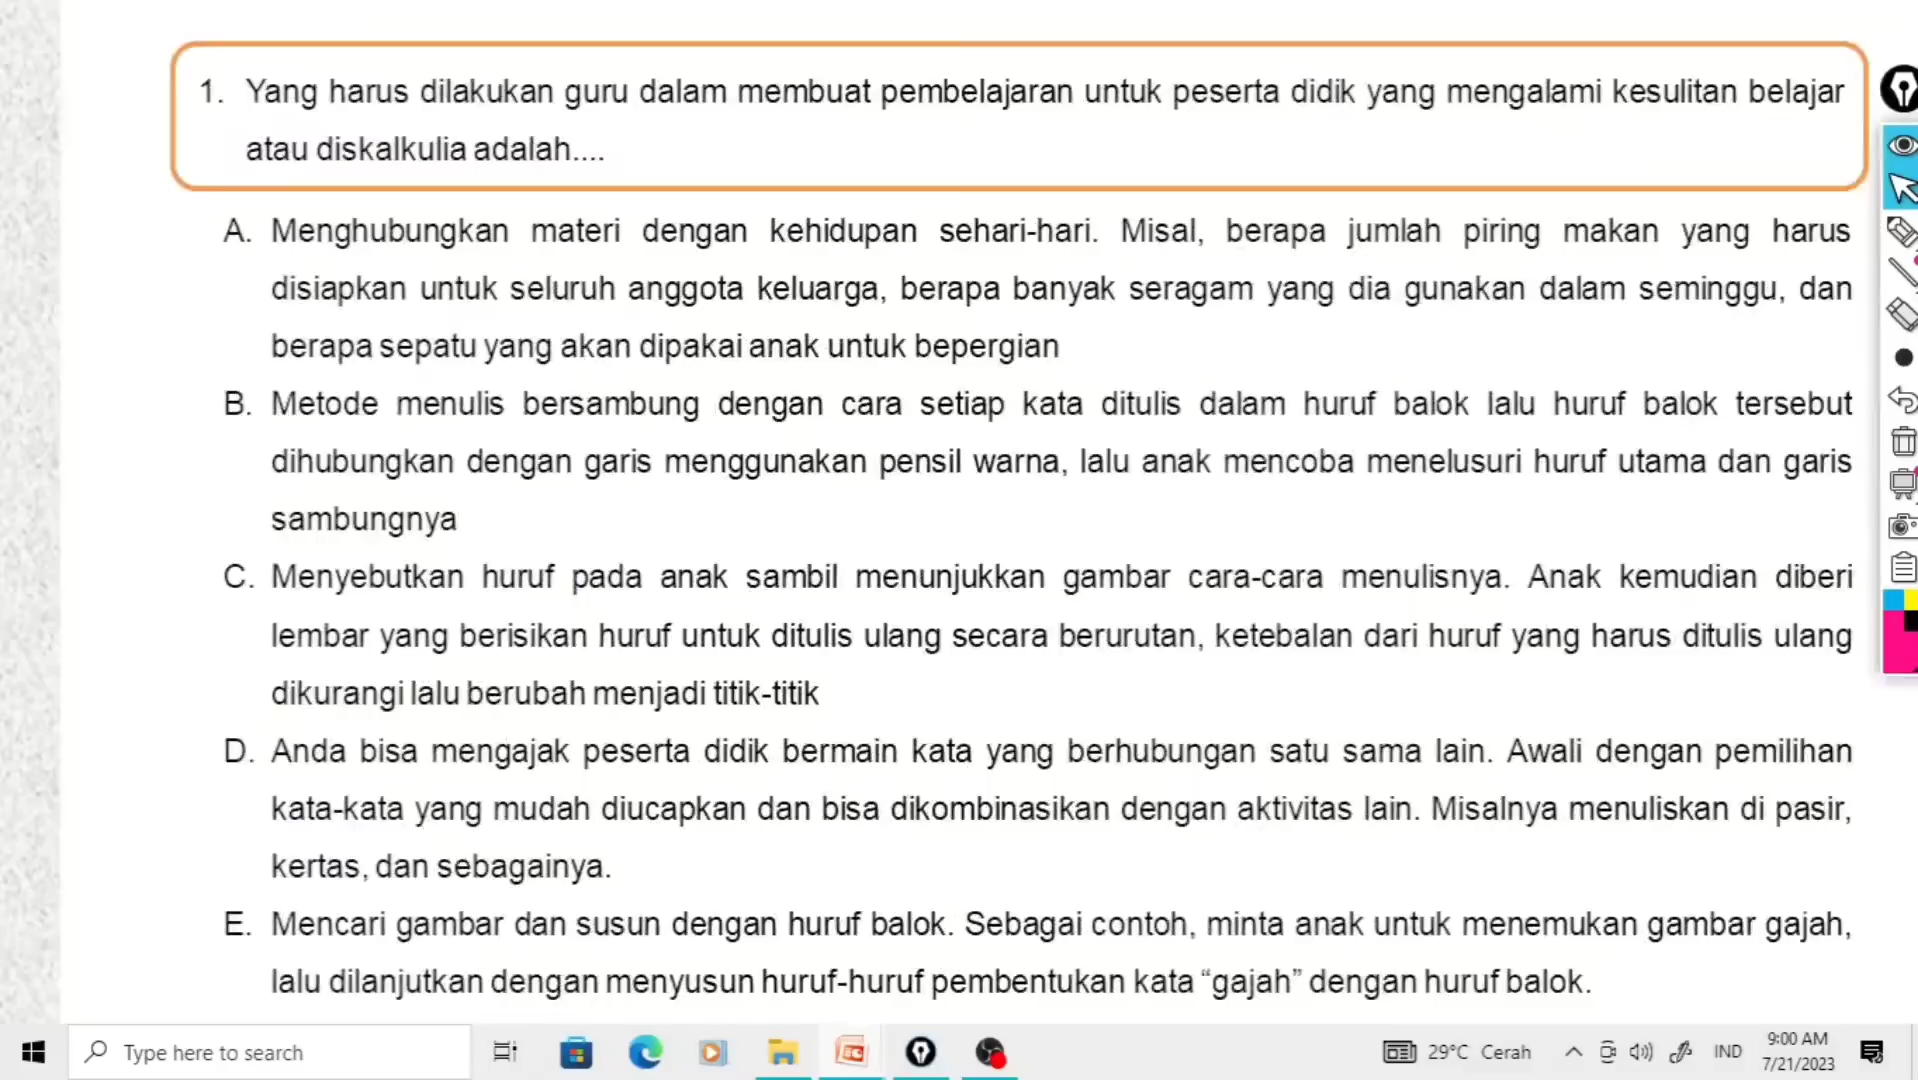 1. Yang harus dilakukan guru dalam membuat pembelajaran untuk peserta didik yang mengalami kesulitan belajar
atau diskalkulia adalah....
A. Menghubungkan materi dengan kehidupan sehari-hari. Misal, berapa jumlah piring makan yang harus
disiapkan untuk seluruh anggota keluarga, berapa banyak seragam yang dia gunakan dalam seminggu, dan
berapa sepatu yang akan dipakai anak untuk bepergian
B. Metode menulis bersambung dengan cara setiap kata ditulis dalam huruf balok lalu huruf balok tersebut
dihubungkan dengan garis menggunakan pensil warna, lalu anak mencoba menelusuri huruf utama dan garis
sambungnya
C. Menyebutkan huruf pada anak sambil menunjukkan gambar cara-cara menulisnya. Anak kemudian diberi
lembar yang berisikan huruf untuk ditulis ulang secara berurutan, ketebalan dari huruf yang harus ditulis ulang
dikurangi lalu berubah menjadi titik-titik
D. Anda bisa mengajak peserta didik bermain kata yang berhubungan satu sama lain. Awali dengan pemilihan
kata-kata yang mudah diucapkan dan bisa dikombinasikan dengan aktivitas lain. Misalnya menuliskan di pasir,
kertas, dan sebagainya.
E. Mencari gambar dan susun dengan huruf balok. Sebagai contoh, minta anak untuk menemukan gambar gajah,
lalu dilanjutkan dengan menyusun huruf-huruf pembentukan kata “gajah” dengan huruf balok.
Type here to search
29°C Cerah
IND
9:00 AM
7/21/2023